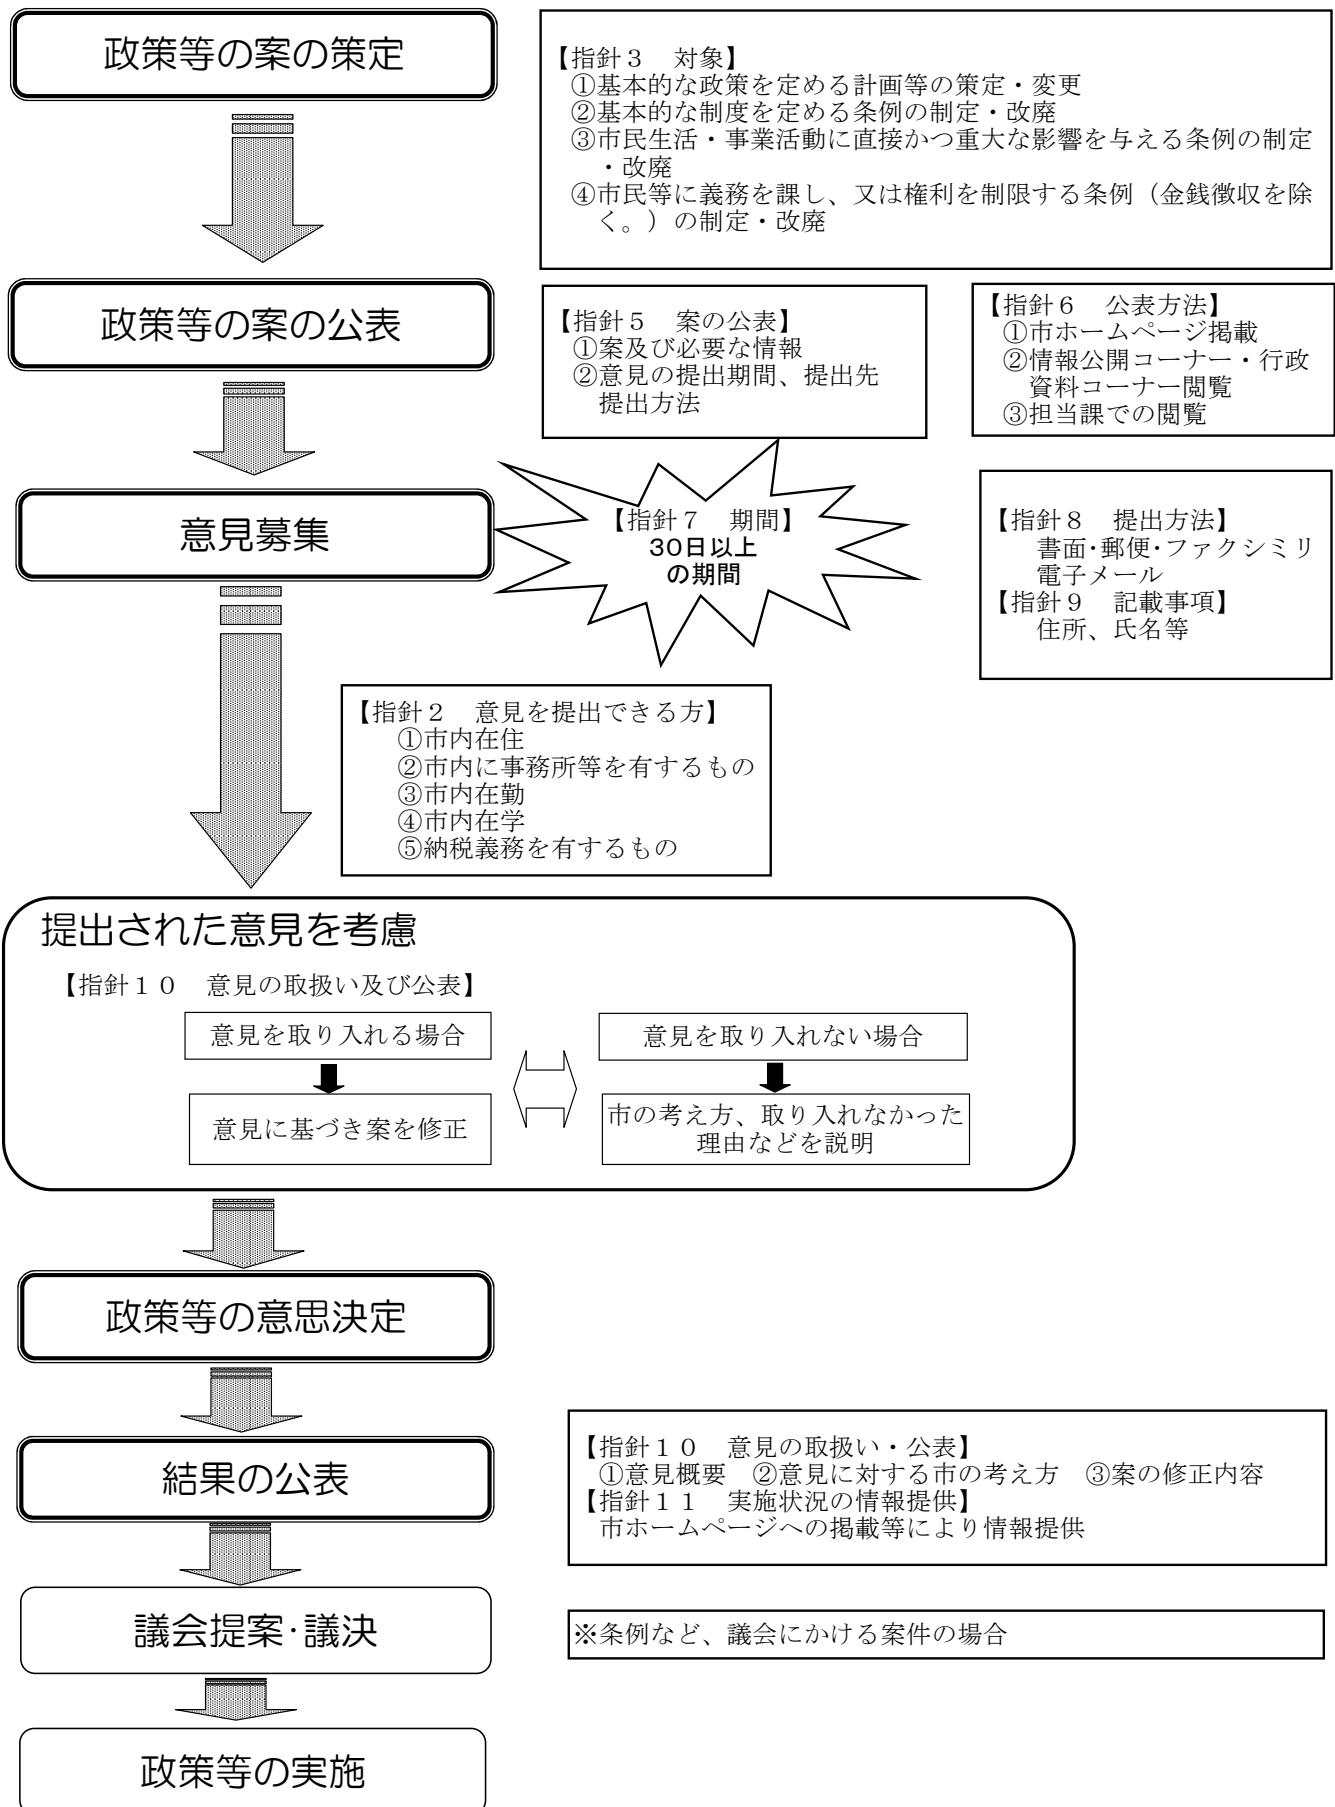 政策等の案の策定
【指針３　対象】
①基本的な政策を定める計画等の策定・変更
②基本的な制度を定める条例の制定・改廃
③市民生活・事業活動に直接かつ重大な影響を与える条例の制定
・改廃
④市民等に義務を課し、又は権利を制限する条例（金銭徴収を除
く。）の制定・改廃
政策等の案の公表
【指針５　案の公表】
①案及び必要な情報
②意見の提出期間、提出先
提出方法
【指針６　公表方法】
①市ホームページ掲載
②情報公開コーナー・行政
資料コーナー閲覧
③担当課での閲覧
意見募集
【指針７　期間】
30日以上
の期間
【指針８　提出方法】
書面・郵便・ファクシミリ
電子メール
【指針９　記載事項】
住所、氏名等
【指針２　意見を提出できる方】
①市内在住
②市内に事務所等を有するもの
③市内在勤
④市内在学
⑤納税義務を有するもの
提出された意見を考慮
【指針１０　意見の取扱い及び公表】
意見を取り入れる場合
意見に基づき案を修正
意見を取り入れない場合
市の考え方、取り入れなかった
理由などを説明
政策等の意思決定
結果の公表
【指針１０　意見の取扱い・公表】
①意見概要　②意見に対する市の考え方　③案の修正内容
【指針１１　実施状況の情報提供】
市ホームページへの掲載等により情報提供
議会提案・議決
※条例など、議会にかける案件の場合
政策等の実施